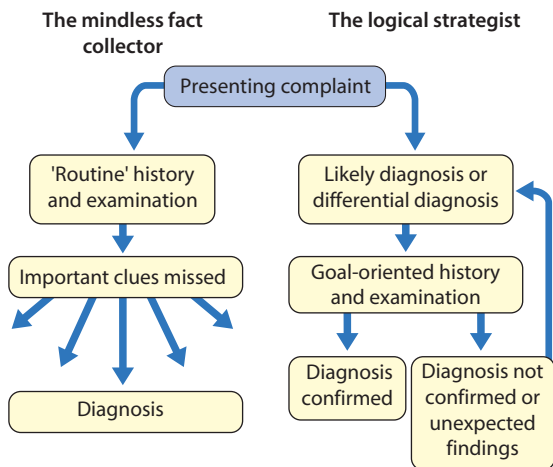 The mindless fact
collector
The logical strategist
Presenting complaint
'Routine' history
and examination
Likely diagnosis or
differential diagnosis
Important clues missed
Goal-oriented history
and examination
Diagnosis
Diagnosis
confirmed
Diagnosis not
confirmed or
unexpected
findings